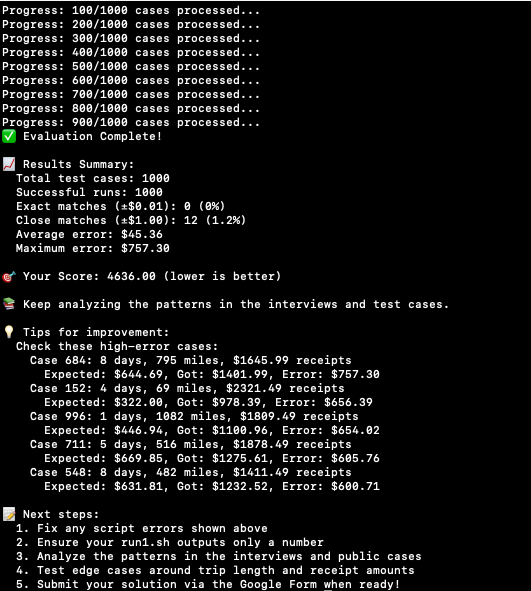 Progress: 100/1000 cases processed...
Progress: 200/1000 cases processed...
Progress: 300/1000 cases processed...
Progress: 400/1000 cases processed...
Progress: 500/1000 cases processed...
Progress: 600/1000 cases processed...
Progress: 700/1000 cases processed...
Progress: 800/1000 cases processed...
Progress: 900/1000 cases processed...
✅ Evaluation Complete!

📈 Results Summary:
  Total test cases: 1000
  Successful runs: 1000
  Exact matches (±$0.01): 0 (0%)
  Close matches (±$1.00): 12 (1.2%)
  Average error: $45.36
  Maximum error: $757.30

🎯 Your Score: 4636.00 (lower is better)

📚 Keep analyzing the patterns in the interviews and test cases.

💡 Tips for improvement:
  Check these high-error cases:
    Case 684: 8 days, 795 miles, $1645.99 receipts
      Expected: $644.69, Got: $1401.99, Error: $757.30
    Case 152: 4 days, 69 miles, $2321.49 receipts
      Expected: $322.00, Got: $978.39, Error: $656.39
    Case 996: 1 days, 1082 miles, $1809.49 receipts
      Expected: $446.94, Got: $1100.96, Error: $654.02
    Case 711: 5 days, 516 miles, $1878.49 receipts
      Expected: $669.85, Got: $1275.61, Error: $605.76
    Case 548: 8 days, 482 miles, $1411.49 receipts
      Expected: $631.81, Got: $1232.52, Error: $600.71

📝 Next steps:
  1. Fix any script errors shown above
  2. Ensure your run1.sh outputs only a number
  3. Analyze the patterns in the interviews and public cases
  4. Test edge cases around trip length and receipt amounts
  5. Submit your solution via the Google Form when ready!